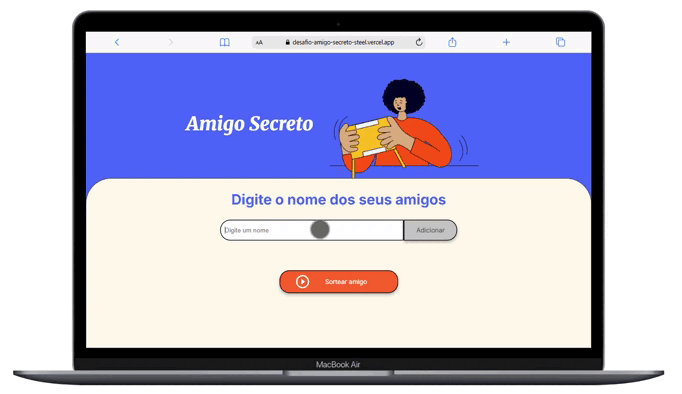 AA desafio-amigo-secreto-steel.vercel.app
Amigo Secreto
Digite o nome dos seus amigos
Digite um nome
Adicionar
Sortear amigo
MacBook Air